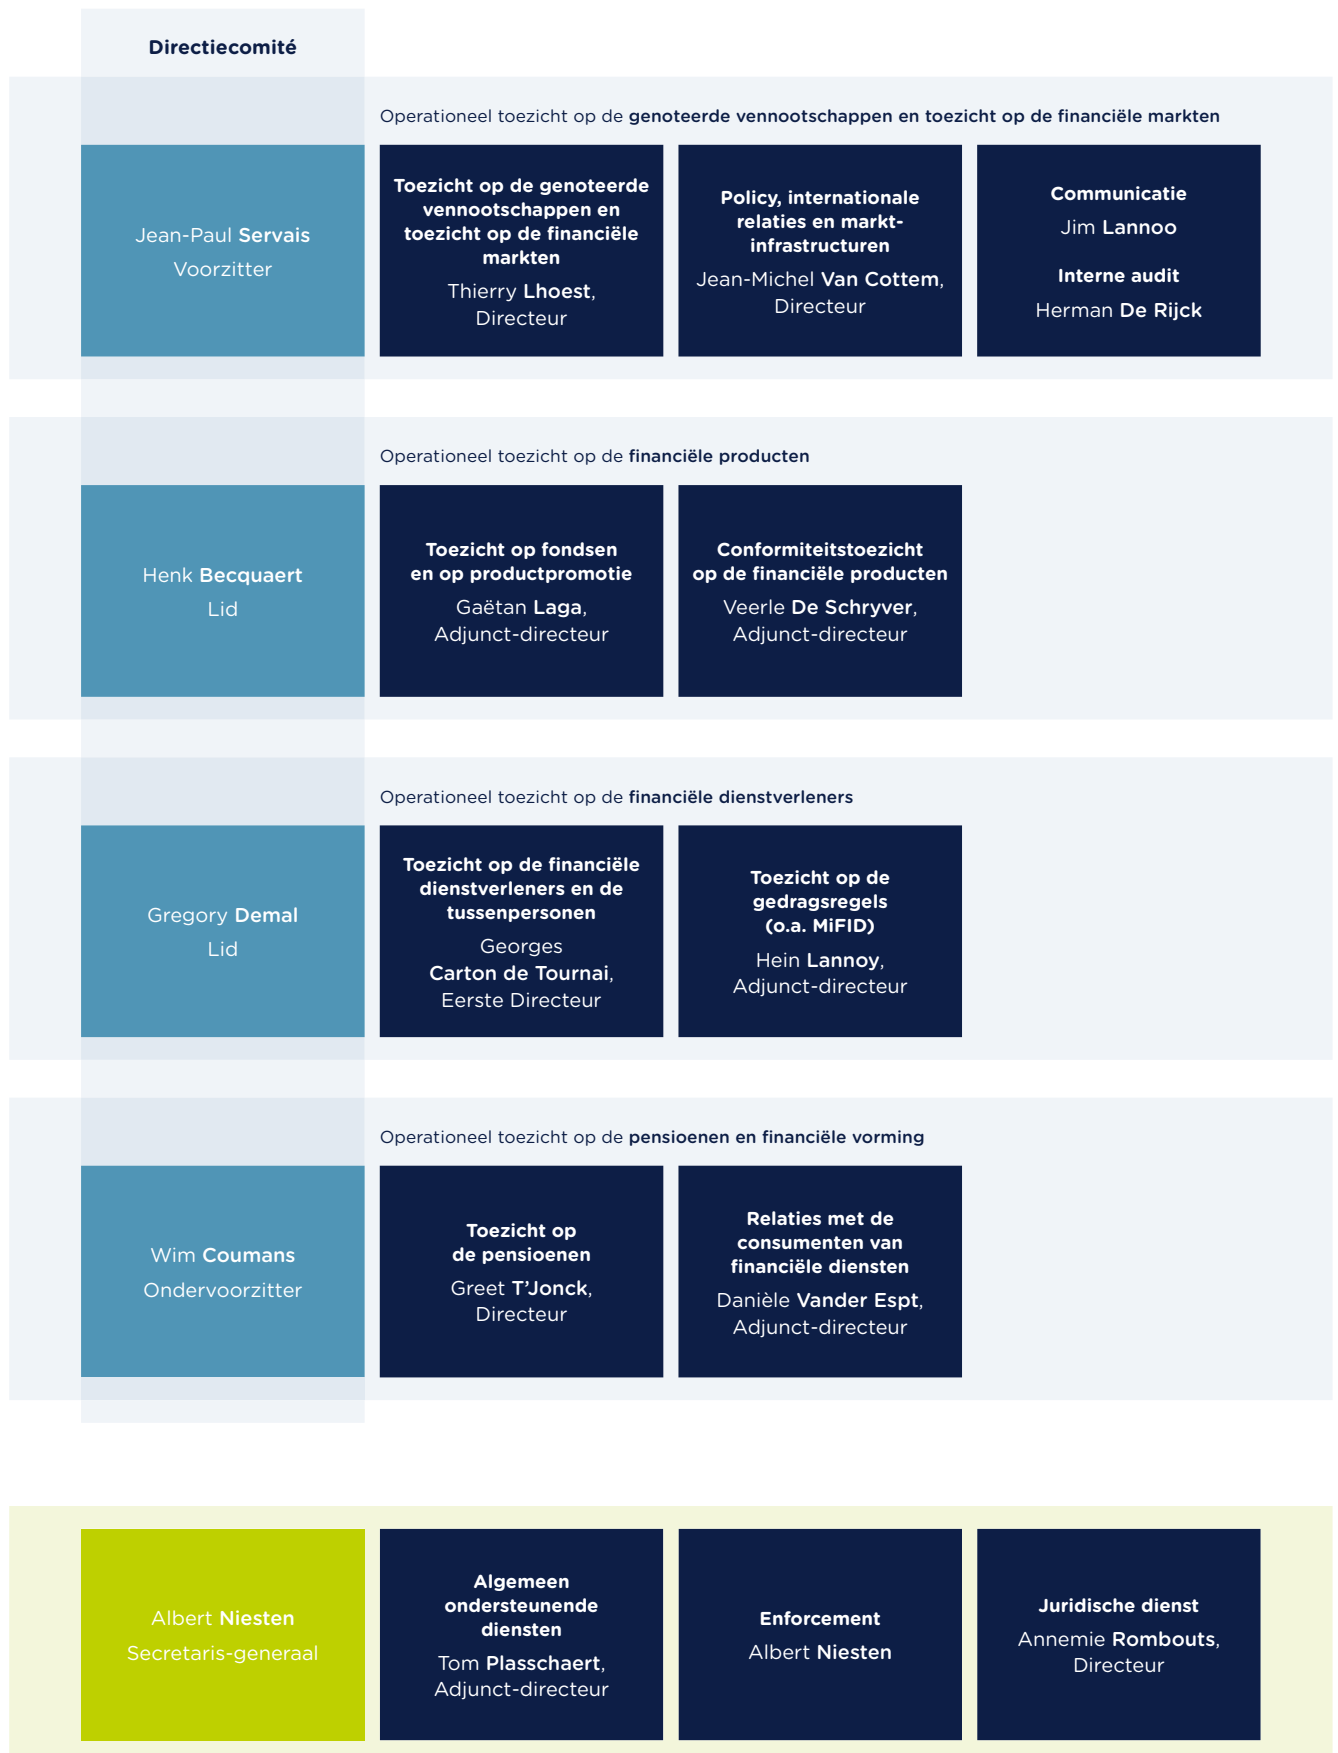 Directiecomité
Operationeel toezicht op de genoteerde vennootschappen en toezicht op de financiële markten
Jean-Paul Servais
Voorzitter
Toezicht op de genoteerde
vennootschappen en
toezicht op de financiële
markten
Thierry Lhoest,
Directeur
Policy, internationale
relaties en markt-
infrastructuren
Jean-Michel Van Cottem,
Directeur
Communicatie
Jim Lannoo
Interne audit
Herman De Rijck
Operationeel toezicht op de financiële producten
Henk Becquaert
Lid
Toezicht op fondsen
en op productpromotie
Gaëtan Laga,
Adjunct-directeur
Conformiteitstoezicht
op de financiële producten
Veerle De Schryver,
Adjunct-directeur
Operationeel toezicht op de financiële dienstverleners
Gregory Demal
Lid
Toezicht op de financiële
dienstverleners en de
tussenpersonen
Georges
Carton de Tournai,
Eerste Directeur
Toezicht op de
gedragsregels
(o.a. MiFID)
Hein Lannoy,
Adjunct-directeur
Operationeel toezicht op de pensioenen en financiële vorming
Wim Coumans
Ondervoorzitter
Toezicht op
de pensioenen
Greet T’Jonck,
Directeur
Relaties met de
consumenten van
financiële diensten
Danièle Vander Espt,
Adjunct-directeur
Albert Niesten
Secretaris-generaal
Algemeen
ondersteunende
diensten
Tom Plasschaert,
Adjunct-directeur
Enforcement
Albert Niesten
Juridische dienst
Annemie Rombouts,
Directeur